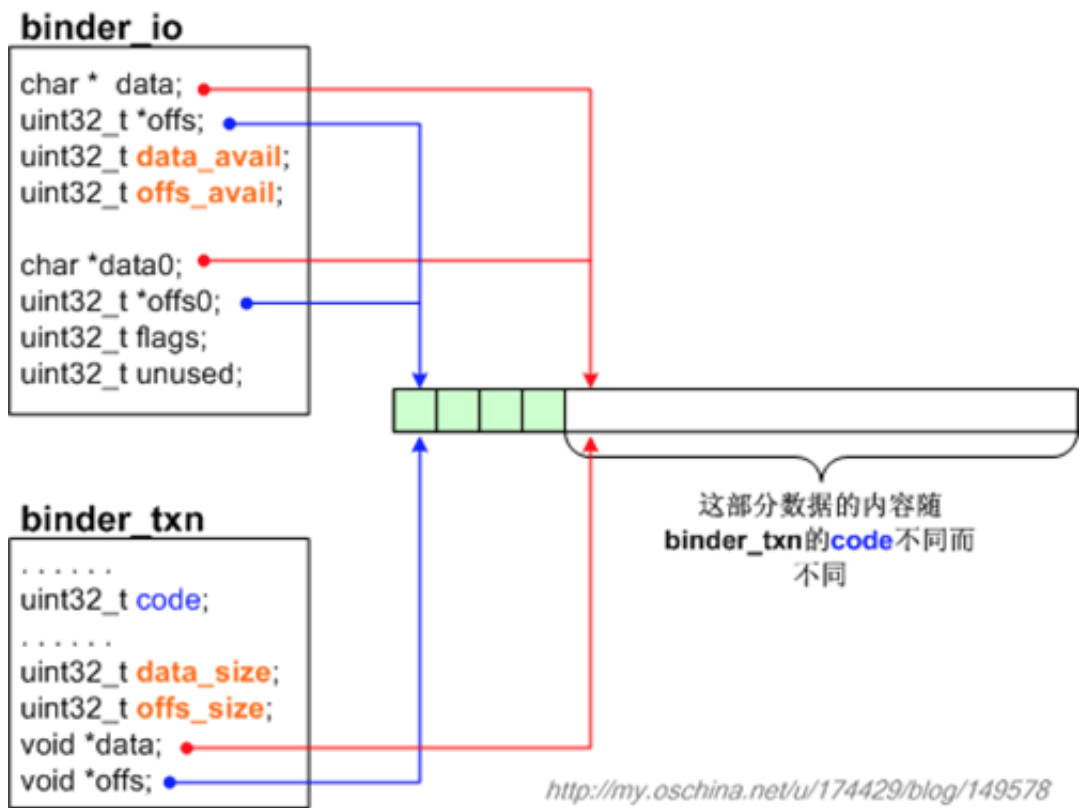 binder_io
char * data;
uint32_t *offs;
uint32_t data_avail;
uint32_t offs_avail;
char *data0;
uint32_t *offs0;
uint32_t flags;
uint32_t unused;
这部分数据的内容随
binder_txn的code不同而
不同
binder_txn
. . . . . .
uint32_t code;
. . . . . .
uint32_t data_size;
uint32_t offs_size;
void *data;
void *offs;
http://my.oschina.net/u/174429/blog/149578